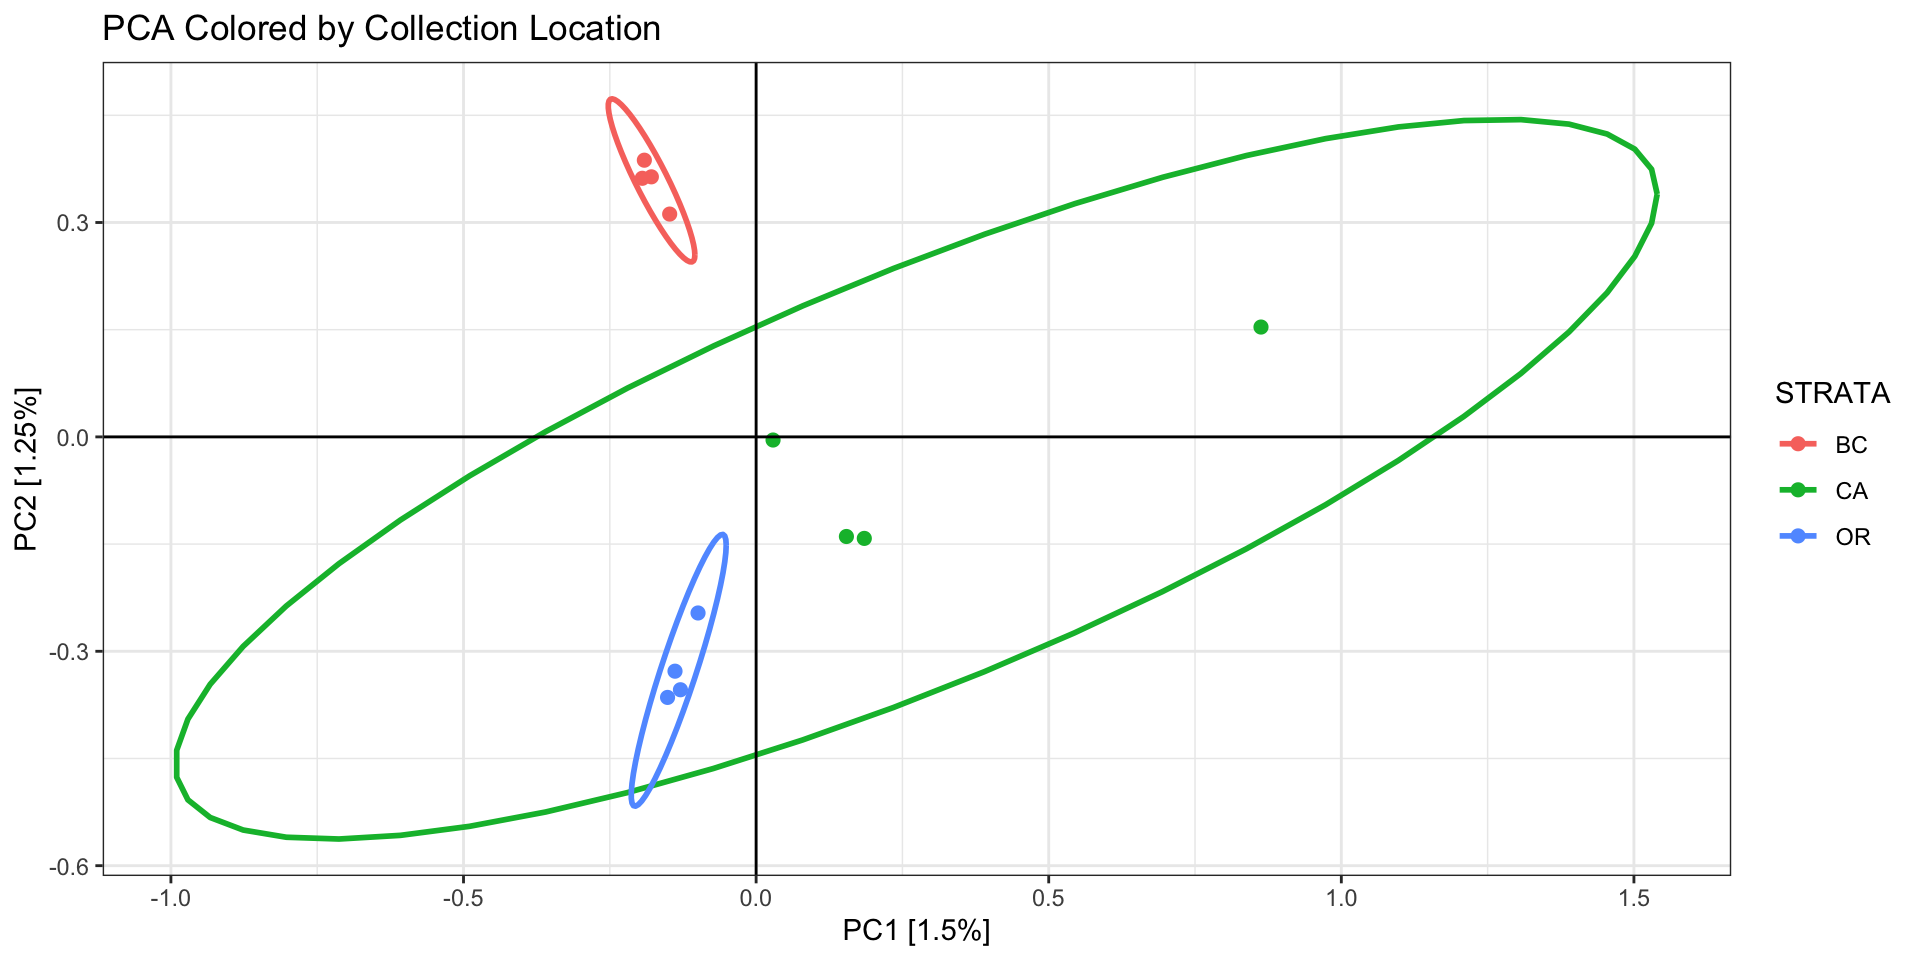 PCA Colored by Collection Location
PC2 [1.25%]
0.3
0.0
-0.3
-0.6
-1.0
-0.5
0.0
0.5
1.0
1.5
PC1 [1.5%]
STRATA
BC
CA
OR